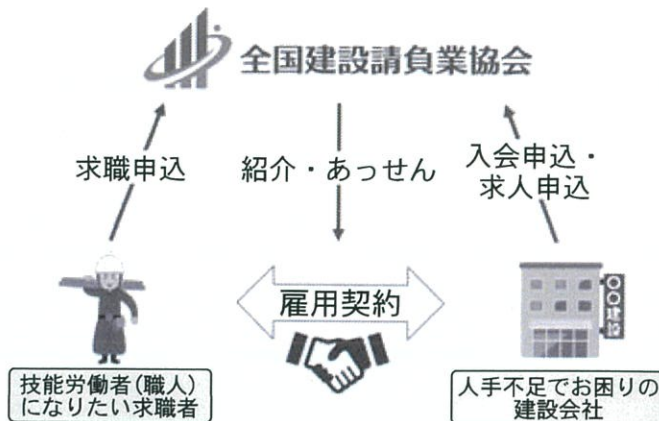 全国建設請負業協会
求職申込
紹介・あっせん
入会申込・
求人申込
雇用契約
〇〇建設
技能労働者(職人)
になりたい求職者
人手不足でお困りの
建設会社